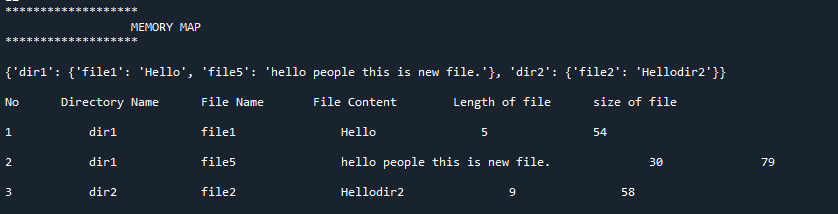 *******************
MEMORY MAP
*******************
{'dir1': {'file1': 'Hello', 'file5': 'hello people this is new file.'}, 'dir2': {'file2': 'Hellodir2'}}
No Directory Name File Name File Content Length of file size of file
1 dir1 file1 Hello 5 54
2 dir1 file5 hello people this is new file. 30 79
3 dir2 file2 Hellodir2 9 58